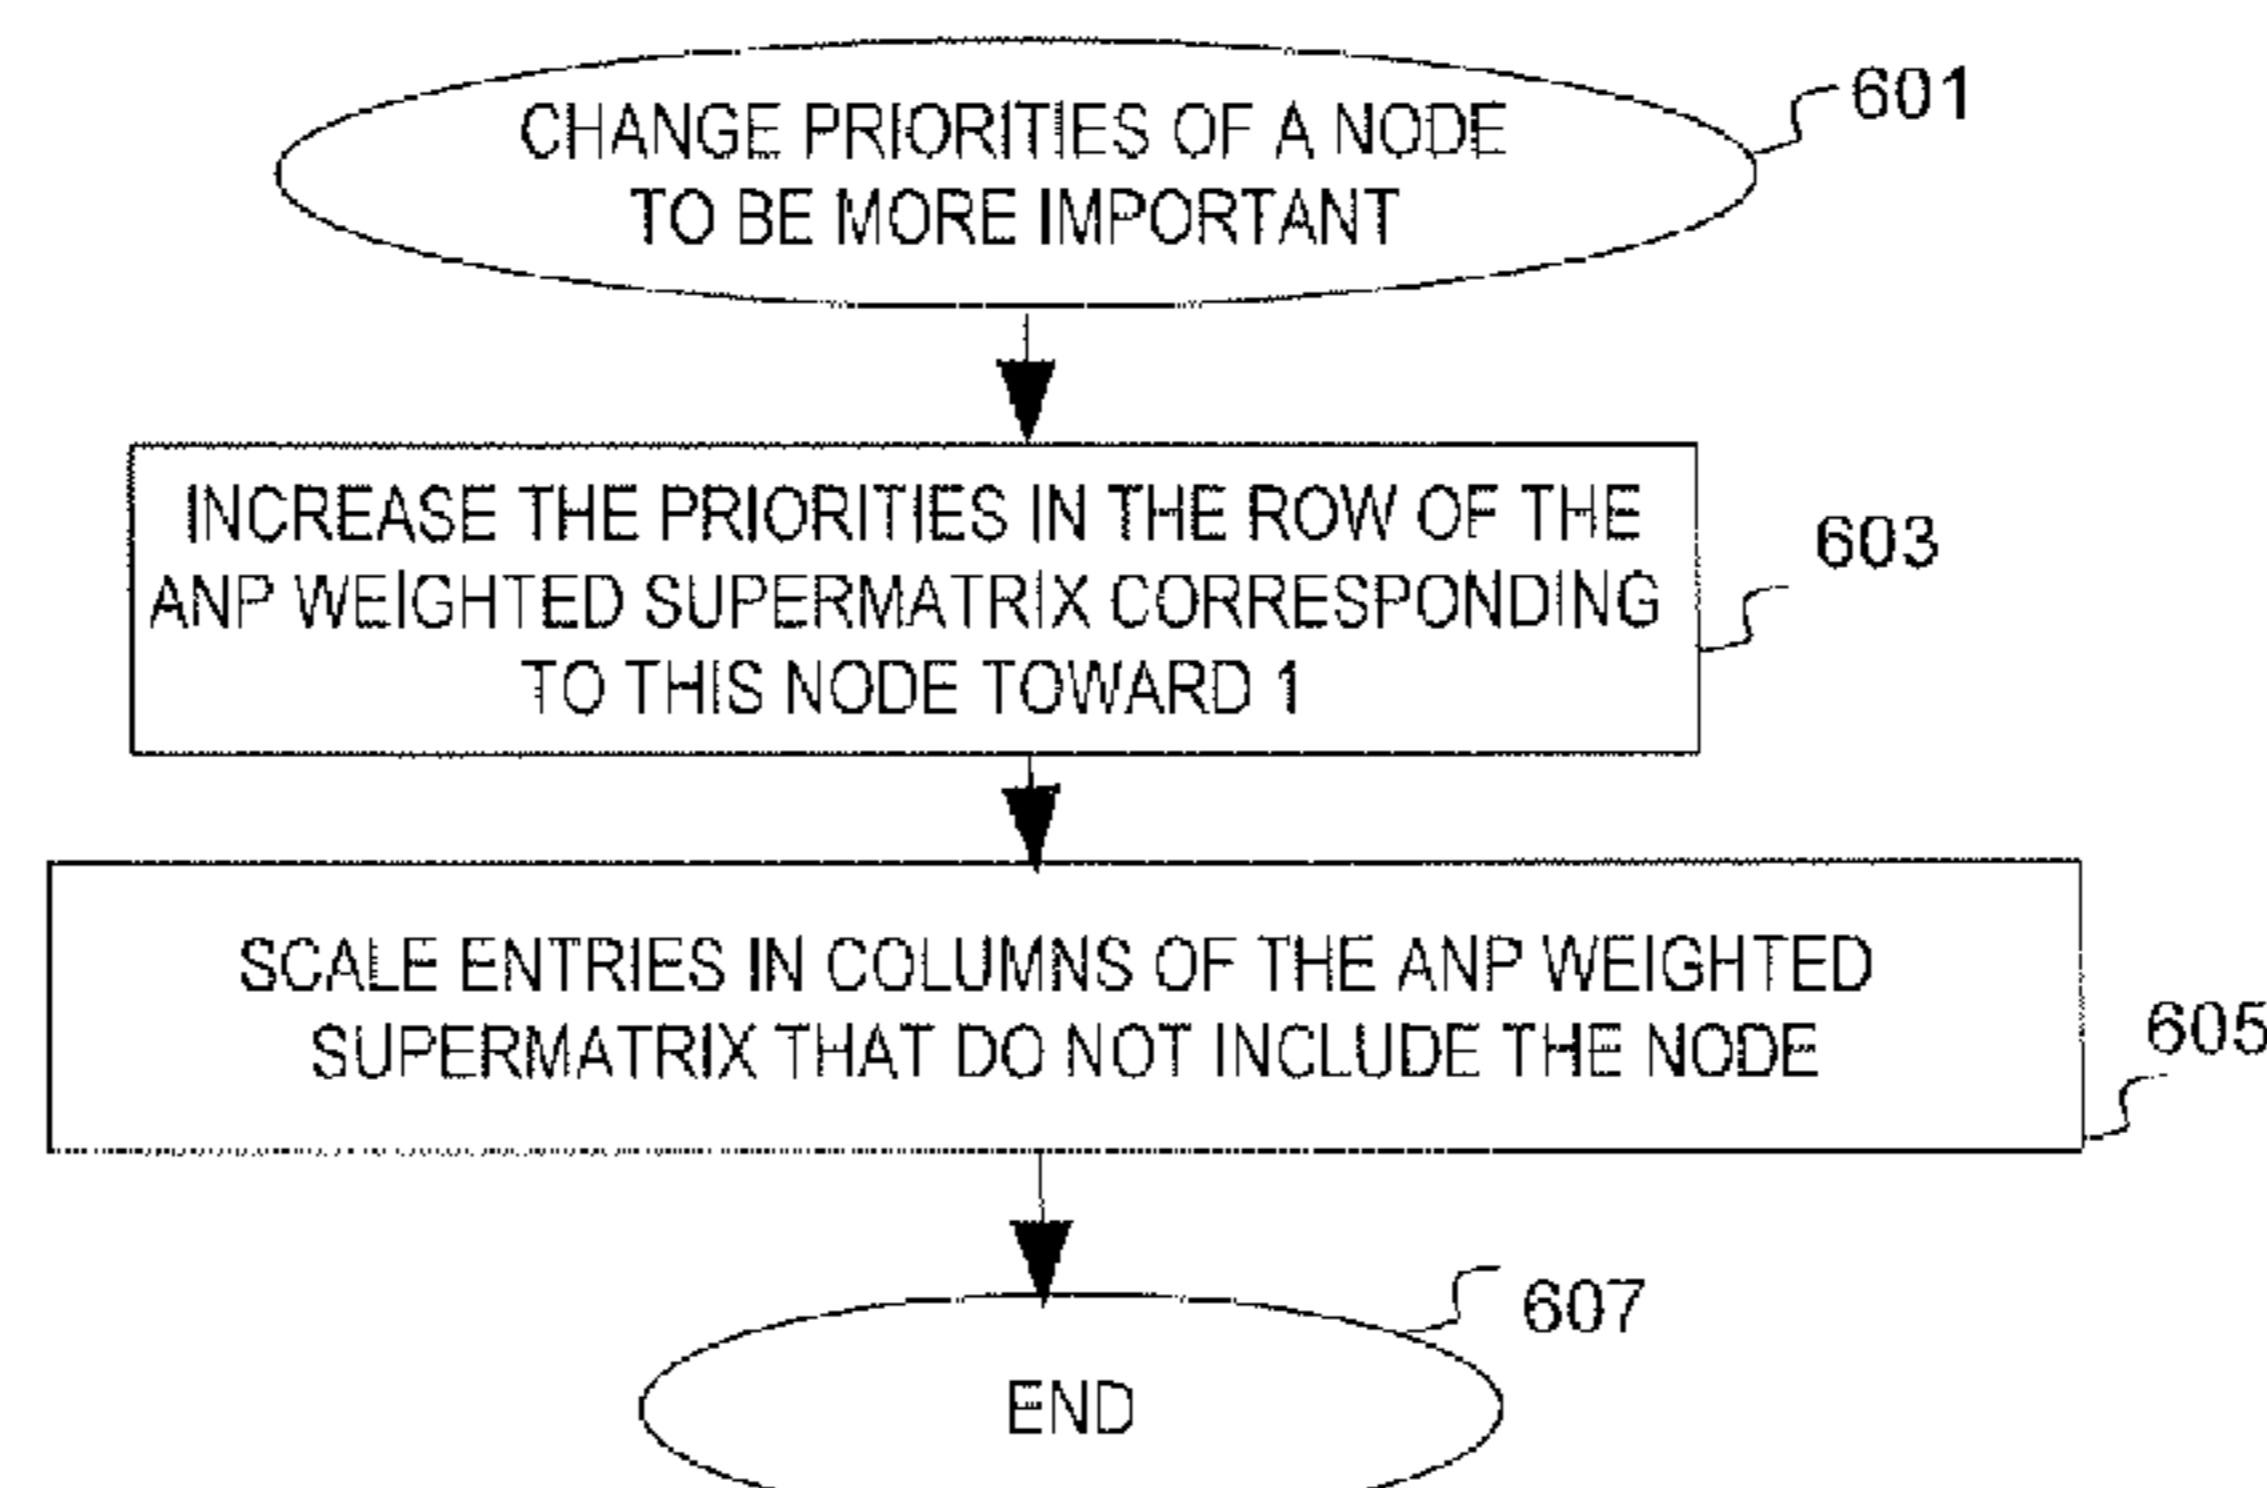 CHANGE PRIORITIES OF A NODE
TO BE MORE IMPORTANT
601
INCREASE THE PRIORITIES IN THE ROW OF THE
ANP WEIGHTED SUPERMATRIX CORRESPONDING
TO THIS NODE TOWARD 1
603
SCALE ENTRIES IN COLUMNS OF THE ANP WEIGHTED
SUPERMATRIX THAT DO NOT INCLUDE THE NODE
605
607
END